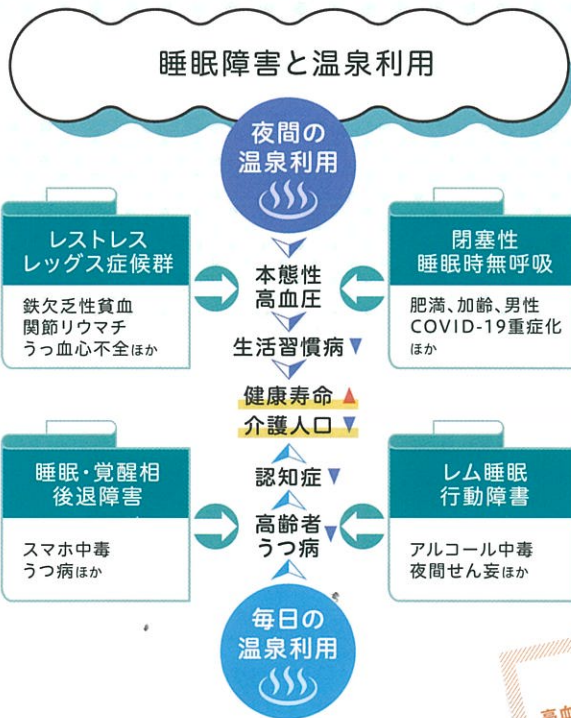 睡眠障害と温泉利用
夜間の
温泉利用
レストレス
レッグス症候群
鉄欠乏性貧血
関節リウマチ
うっ血心不全ほか
閉塞性
睡眠時無呼吸
肥満、加齢、男性
COVID-19重症化
ほか
本態性
高血圧
生活習慣病▼
健康寿命▲
介護人口▼
認知症▼
高齢者
うつ病▼
睡眠・覚醒相
後退障害
スマホ中毒
うつ病ほか
レム睡眠
行動障書
アルコール中毒
夜間せん妄ほか
毎日の
温泉利用
高血